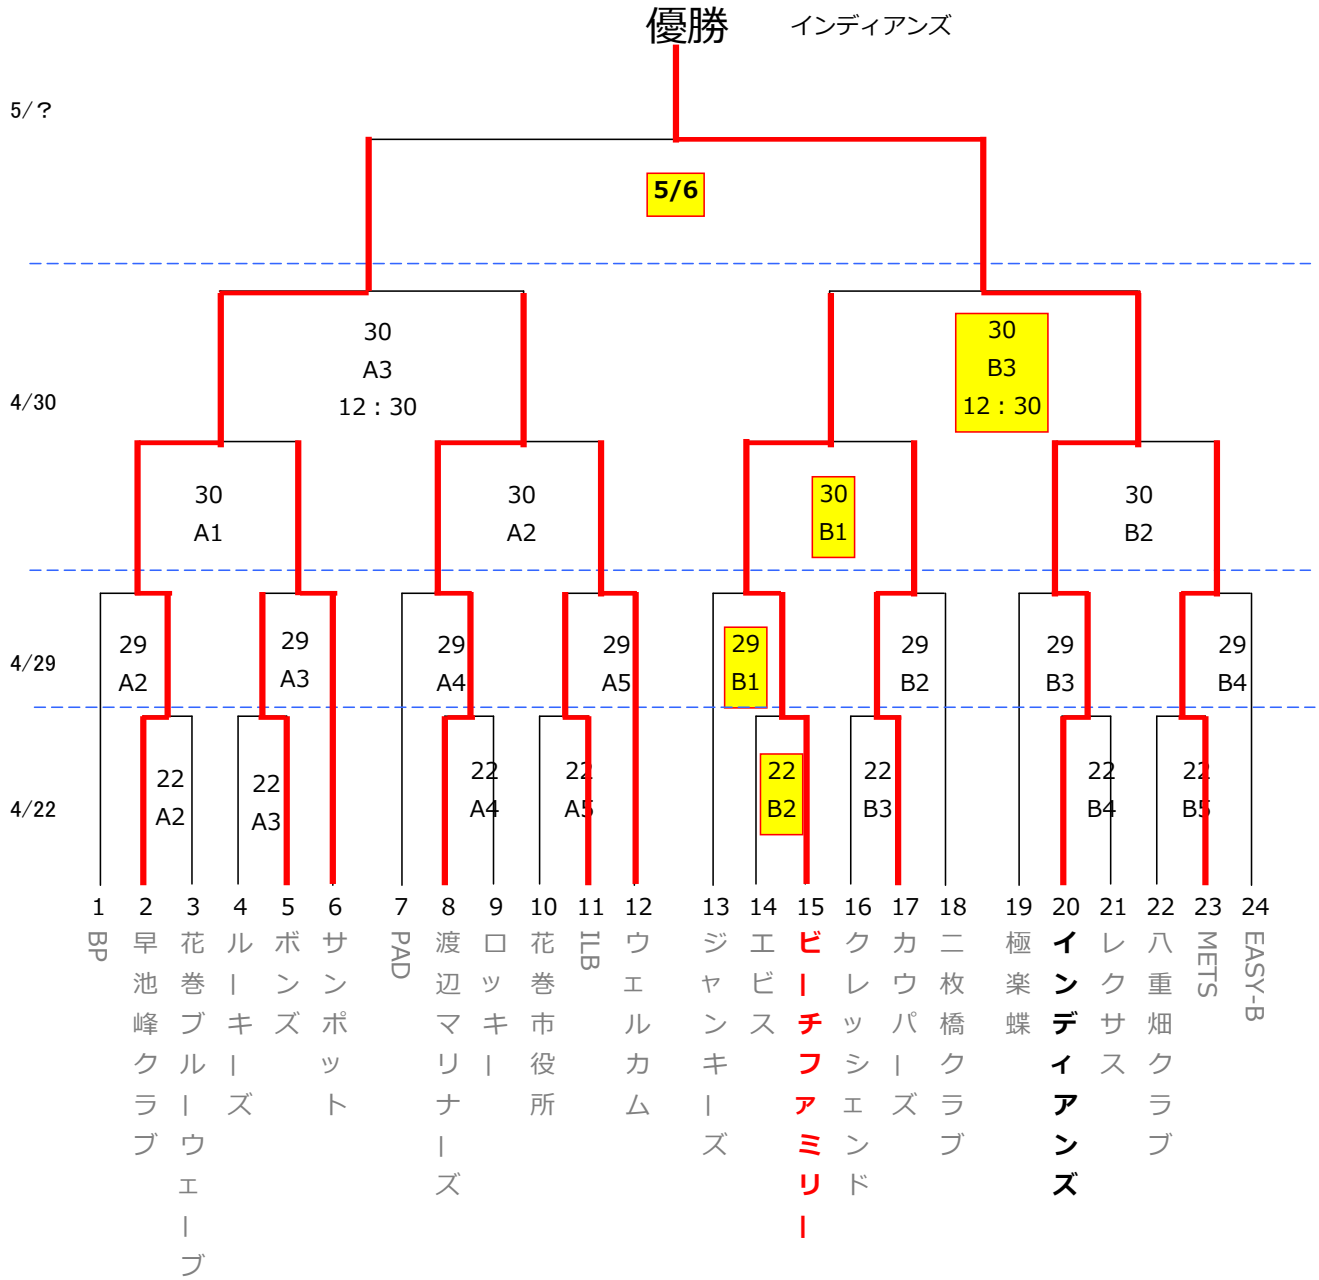 優勝 インディアンズ
5/？
5/6
4/30
30
A3
12：30
30
B3
12：30
30
A1
30
A2
30
B1
30
B2
4/29
29
A2
29
A3
29
A4
29
A5
29
B1
29
B2
29
B3
29
B4
4/22
22
A2
22
A3
22
A4
22
A5
22
B2
22
B3
22
B4
22
B5
1 2 3 4 5 6 7 8 9 10 11 12 13 14 15 16 17 18 19 20 21 22 23 24
BP
早池峰クラブ
花巻ブルーウェーブ
ルーキーズ
ボンズ
サンポット
PAD
渡辺マリナーズ
ロッキー
花巻市役所
ILB
ウェルカム
ジャンキーズ
エビス
ビーチファミリー
クレッシェンド
カウパーズ
二枚橋クラブ
極楽蝶
インディアンズ
レクサス
八重畑クラブ
METS
EASY-B